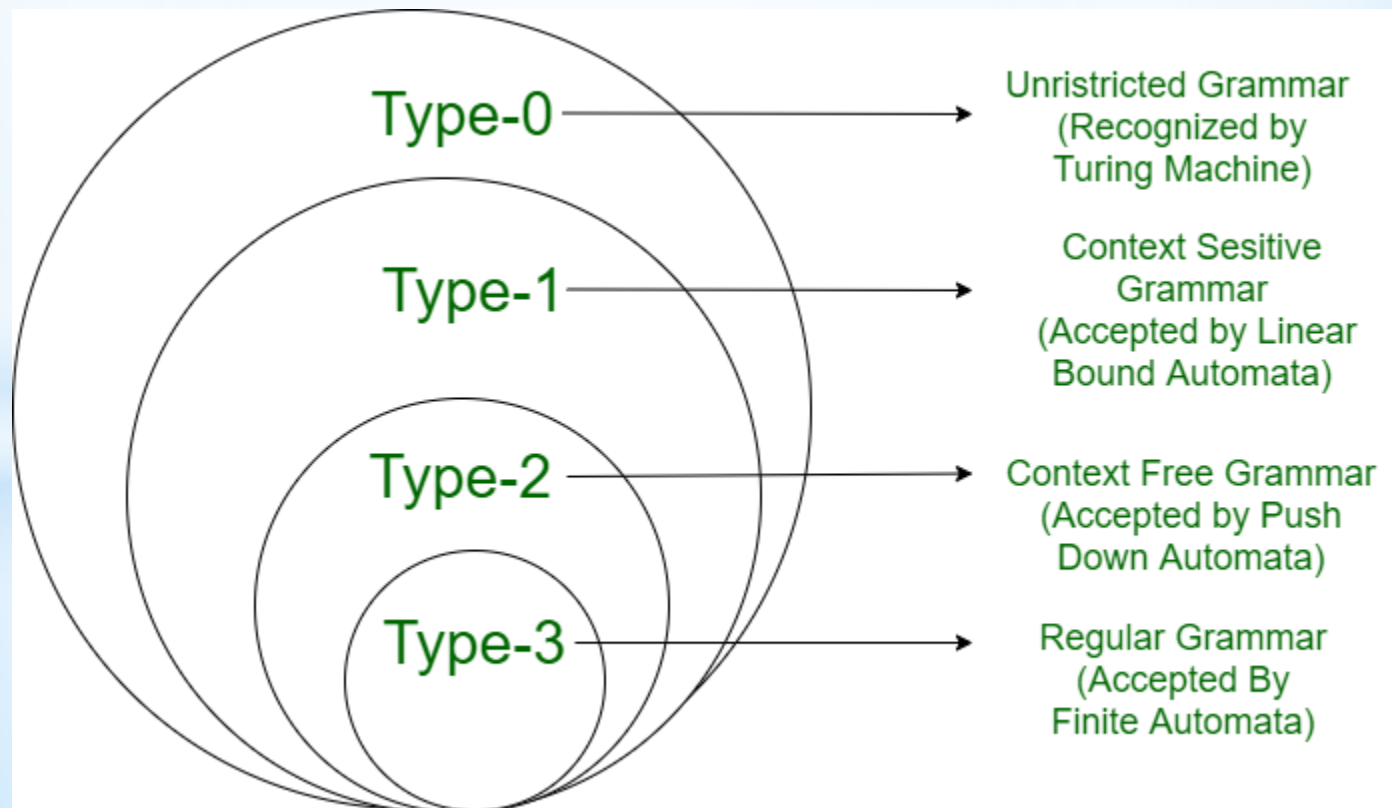 Type-0
Unristricted Grammar
(Recognized by
Turing Machine)
Type-1
Context Sesitive
Grammar
(Accepted by Linear
Bound Automata)
Type-2
Context Free Grammar
(Accepted by Push
Down Automata)
Type-3
Regular Grammar
(Accepted By
Finite Automata)